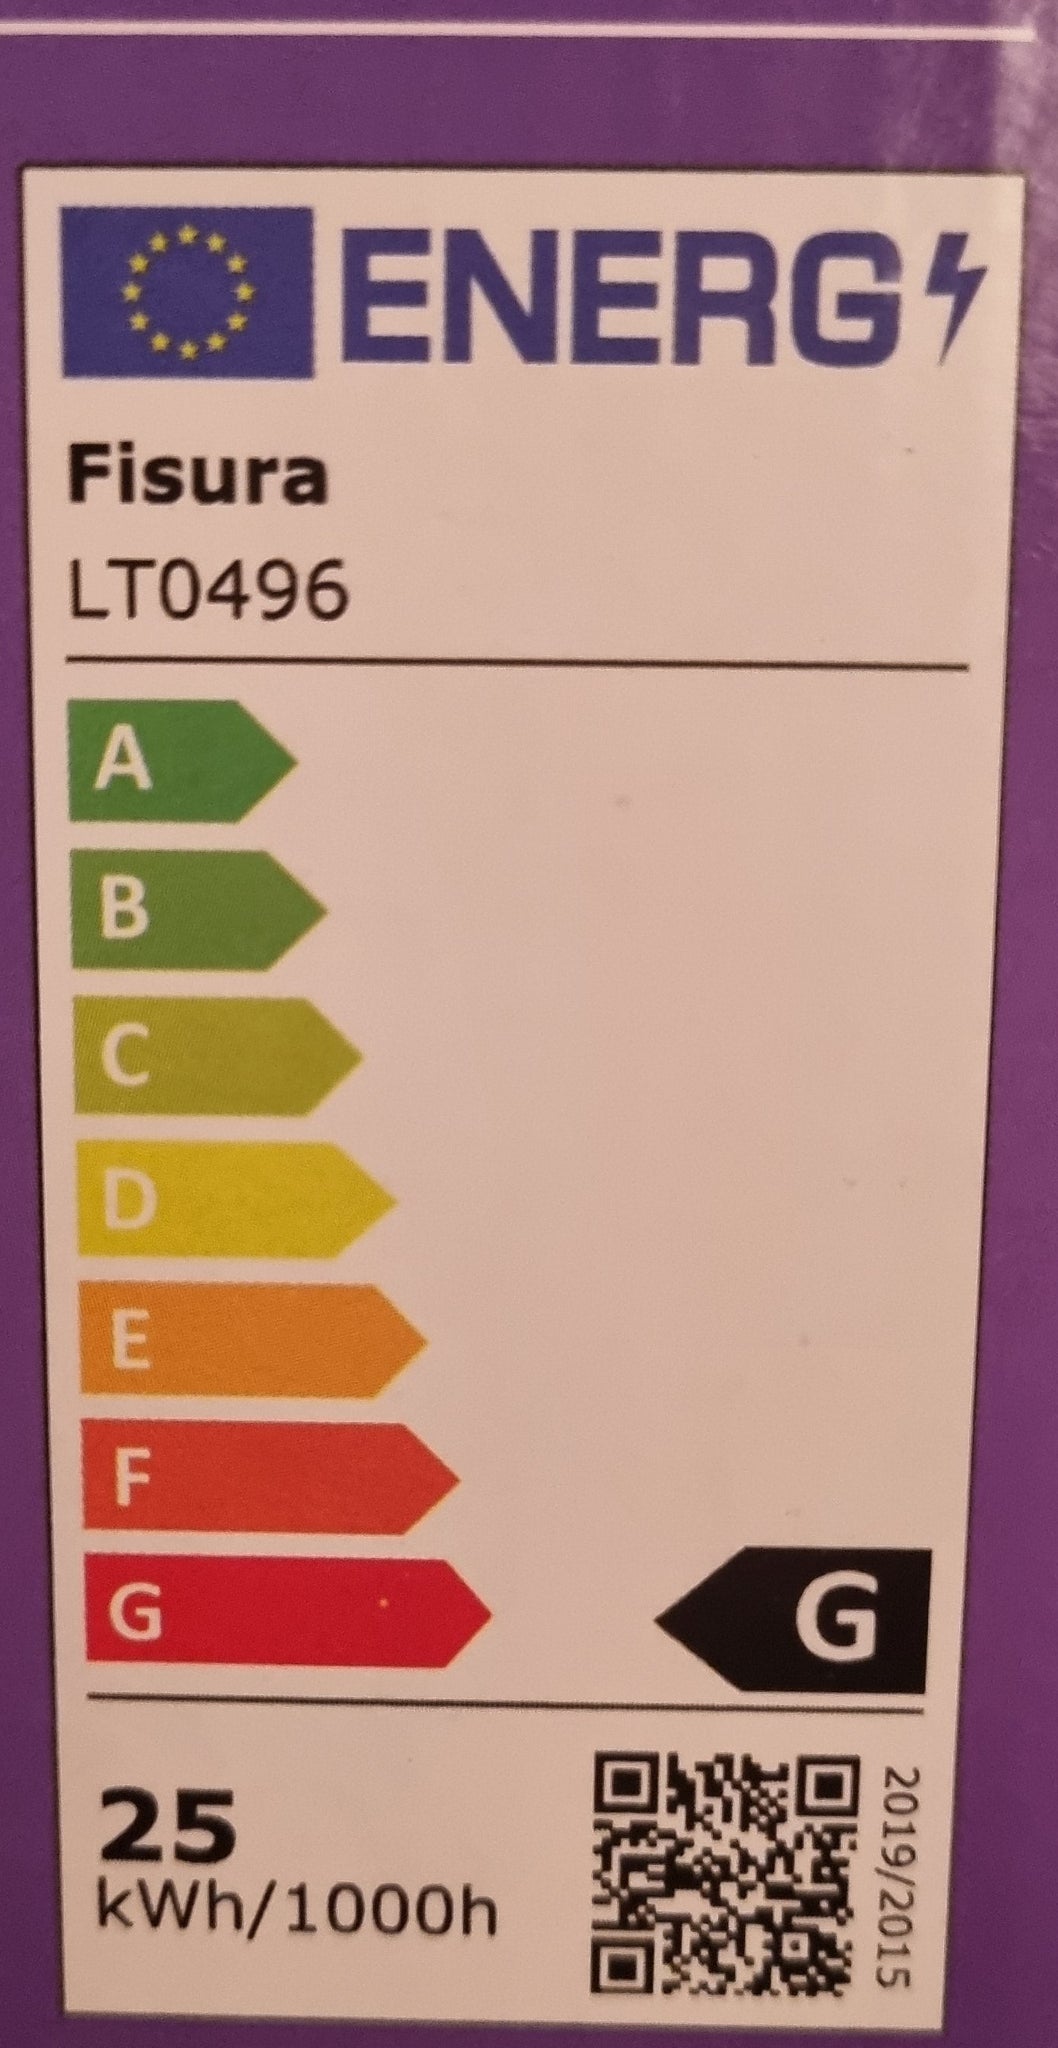 ENERG
Fisura
LT0496
A
B
C
D
E
F
G
G
25
kWh/1000h
2019/2015